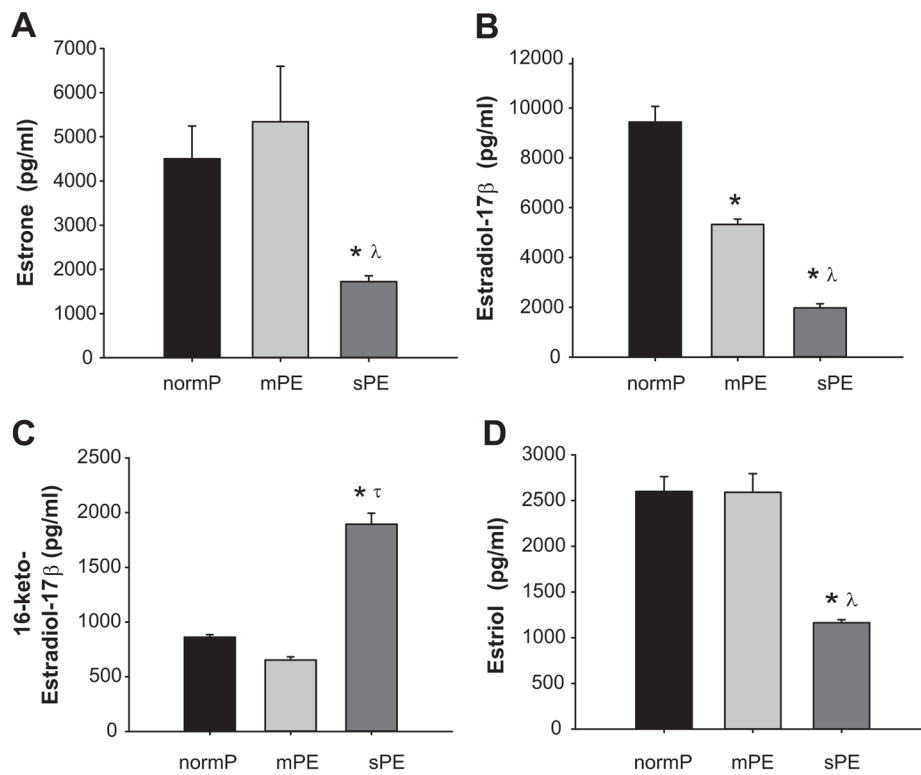 A
Estrone (pg/ml)
7000
6000
5000
4000
3000
2000
1000
0
* λ
normP mPE sPE
B
Estradiol-17β (pg/ml)
12000
10000
8000
6000
4000
2000
0
*
* λ
normP mPE sPE
C
16-keto-
Estradiol-17β (pg/ml)
2500
2000
1500
1000
500
0
* τ
normP mPE sPE
D
Estriol (pg/ml)
3000
2500
2000
1500
1000
500
0
* λ
normP mPE sPE